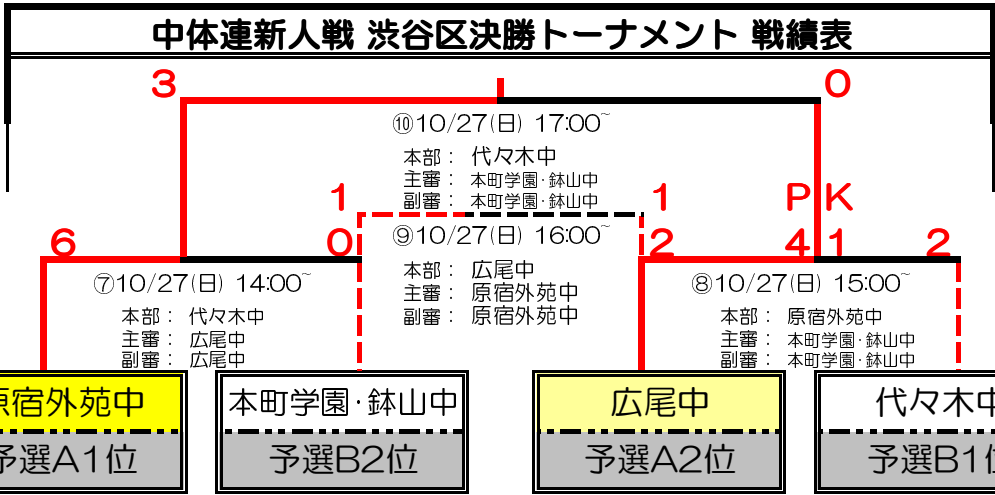 中体連新人戦 渋谷区決勝トーナメント 戦績表
3 0
⑩10/27(日) 17:00~
本部： 代々木中
主審： 本町学園・鉢山中
副審： 本町学園・鉢山中
1 1 PK
⑨10/27(日) 16:00~
6 0 2 4 1 2
本部： 広尾中
主審： 原宿外苑中
副審： 原宿外苑中
⑦10/27(日) 14:00~
本部： 代々木中
主審： 広尾中
副審： 広尾中
⑧10/27(日) 15:00~
本部： 原宿外苑中
主審： 本町学園・鉢山中
副審： 本町学園・鉢山中
原宿外苑中
予選A1位
本町学園・鉢山中
予選B2位
広尾中
予選A2位
代々木中
予選B1位